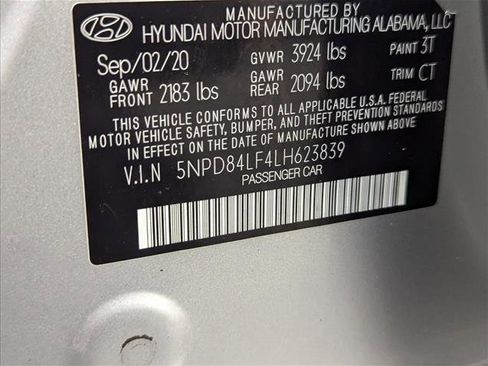 MANUFACTURED BY
HYUNDAI MOTOR MANUFACTURING ALABAMA, LLC
Sep/02/20 GVWR 3924 lbs PAINT 3T
GAWR FRONT 2183 lbs GAWR REAR 2094 lbs TRIM CT
THIS VEHICLE CONFORMS TO ALL APPLICABLE U.S.A. FEDERAL
MOTOR VEHICLE SAFETY, BUMPER, AND THEFT PREVENTION STANDARDS
IN EFFECT ON THE DATE OF MANUFACTURE SHOWN ABOVE.
V.I.N 5NPD84LF4LH623839
PASSENGER CAR